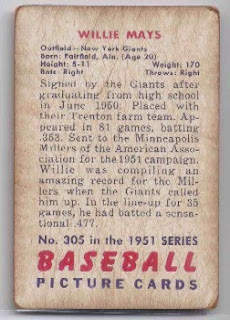 WILLIE MAYS
Outfield—New York Giants
Born: Fairfield, Ala. (Age 20)
Height: 5-11 Weight: 170
Bats: Right Throws: Right
Signed by the Giants after
graduating from high school
in June 1950. Placed with
their Trenton farm team. Ap-
peared in 81 games, batting
.353. Sent to the Minneapolis
Millers of the American Asso-
ciation for the 1951 campaign.
Willie was compiling an
amazing record for the Mil-
lers when the Giants called
him up. In the line-up for 35
games, he had batted a sensa-
tional .477.
No. 305 in the 1951 SERIES
BASEBALL
PICTURE CARDS